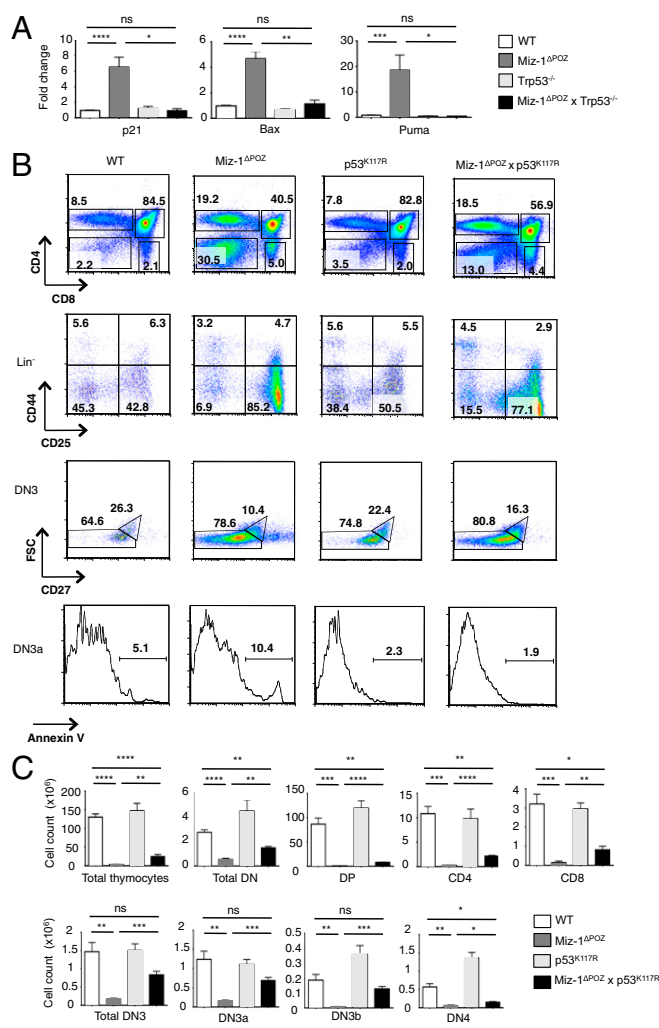 A
ns
**** *
10
8
6
4
2
0
Fold change
p21
ns
**** **
6
4
2
0
Bax
ns
*** *
30
20
10
0
Puma
WT
Miz-1ΔPOZ
Trp53-/-
Miz-1ΔPOZ x Trp53-/-
B
WT Miz-1ΔPOZ p53K117R Miz-1ΔPOZ x p53K117R
8.5 84.5 19.2 40.5 7.8 82.8 18.5 56.9
2.2 2.1 30.5 5.0 3.5 2.0 13.0 4.4
CD4
CD8
5.6 6.3 3.2 4.7 5.6 5.5 4.5 2.9
Lin-
45.3 42.8 6.9 85.2 38.4 50.5 15.5 77.1
CD44
CD25
DN3
64.6 26.3 78.6 10.4 74.8 22.4 80.8 16.3
FSC
CD27
DN3a
5.1 10.4 2.3 1.9
Annexin V
C
**** ** ** ** *
**** ** **** ** *** **** *** **** *** **
Cell count (x10⁶)
200
150
100
50
0
Total thymocytes
6
4
2
0
Total DN
150
100
50
0
DP
15
10
5
0
CD4
4
3
2
1
0
CD8
ns ns ns *
** *** ** *** ** *** ** *
Cell count (x10⁶)
2
1.5
1
0.5
0
Total DN3
2
1.5
1
0.5
0
DN3a
0.5
0.4
0.3
0.2
0.1
0
DN3b
2
1.5
1
0.5
0
DN4
WT
Miz-1ΔPOZ
p53K117R
Miz-1ΔPOZ x p53K117R